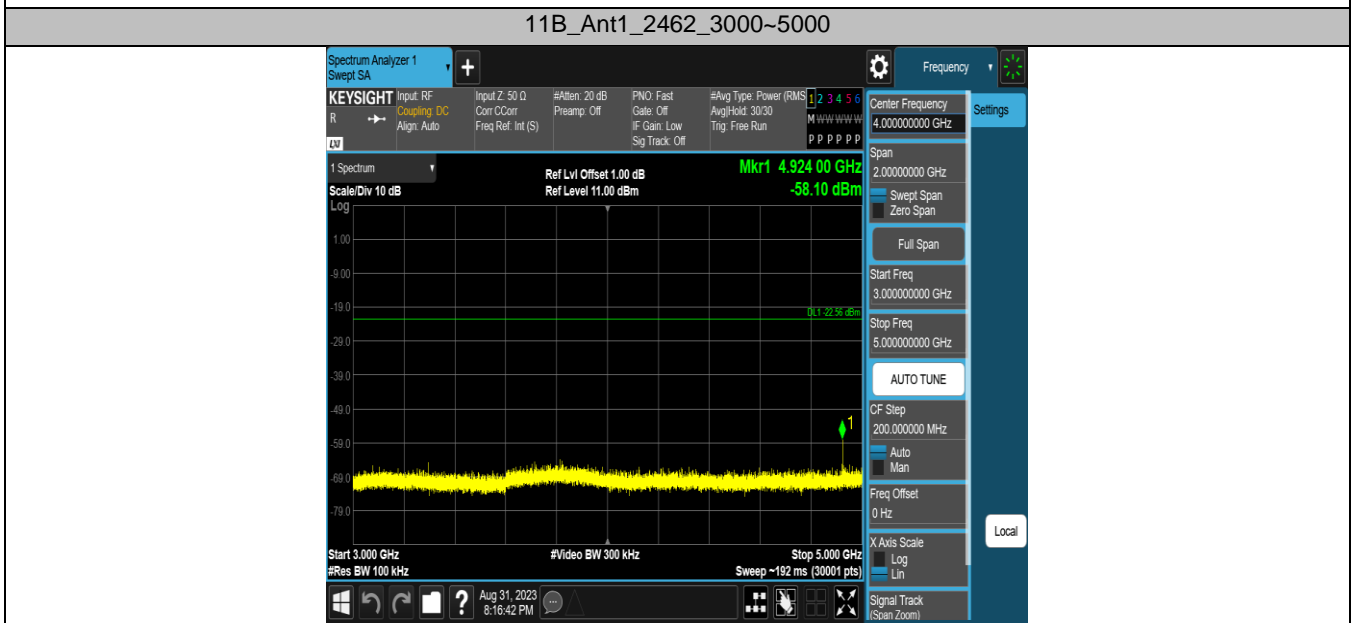 11B_Ant1_2462_3000~5000
Spectrum Analyzer 1
Swept SA
Frequency
KEYSIGHT
R
LXI
Input: RF
Coupling: DC
Align: Auto
Input Z: 50 Ω
Corr CCorr
Freq Ref: Int (S)
#Atten: 20 dB
Preamp: Off
PNO: Fast
Gate: Off
IF Gain: Low
Sig Track: Off
#Avg Type: Power (RMS
Avg|Hold: 30/30
Trig: Free Run
1 2 3 4 5 6
M W W W W W
P P P P P P
1 Spectrum
Scale/Div 10 dB
Log
Ref Lvl Offset 1.00 dB
Ref Level 11.00 dBm
Mkr1 4.924 00 GHz
-58.10 dBm
1.00
-9.00
-19.0
DL1 -22.56 dBm
-29.0
-39.0
-49.0
1
-59.0
-69.0
-79.0
Start 3.000 GHz
#Res BW 100 kHz
#Video BW 300 kHz
Stop 5.000 GHz
Sweep ~192 ms (30001 pts)
Aug 31, 2023
8:16:42 PM
Center Frequency
4.000000000 GHz
Span
2.00000000 GHz
Swept Span
Zero Span
Full Span
Start Freq
3.000000000 GHz
Stop Freq
5.000000000 GHz
AUTO TUNE
CF Step
200.000000 MHz
Auto
Man
Freq Offset
0 Hz
X Axis Scale
Log
Lin
Signal Track
(Span Zoom)
Settings
Local